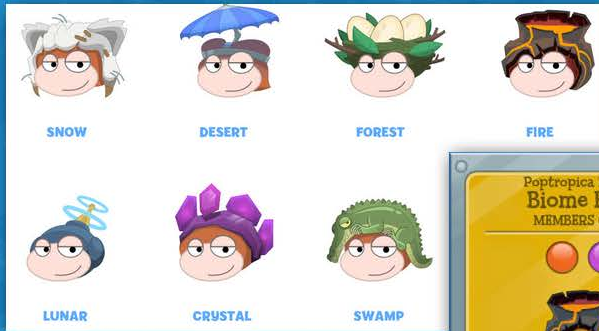 SNOW
DESERT
FOREST
FIRE
LUNAR
CRYSTAL
SWAMP
Poptropica
Biome
MEMBERS